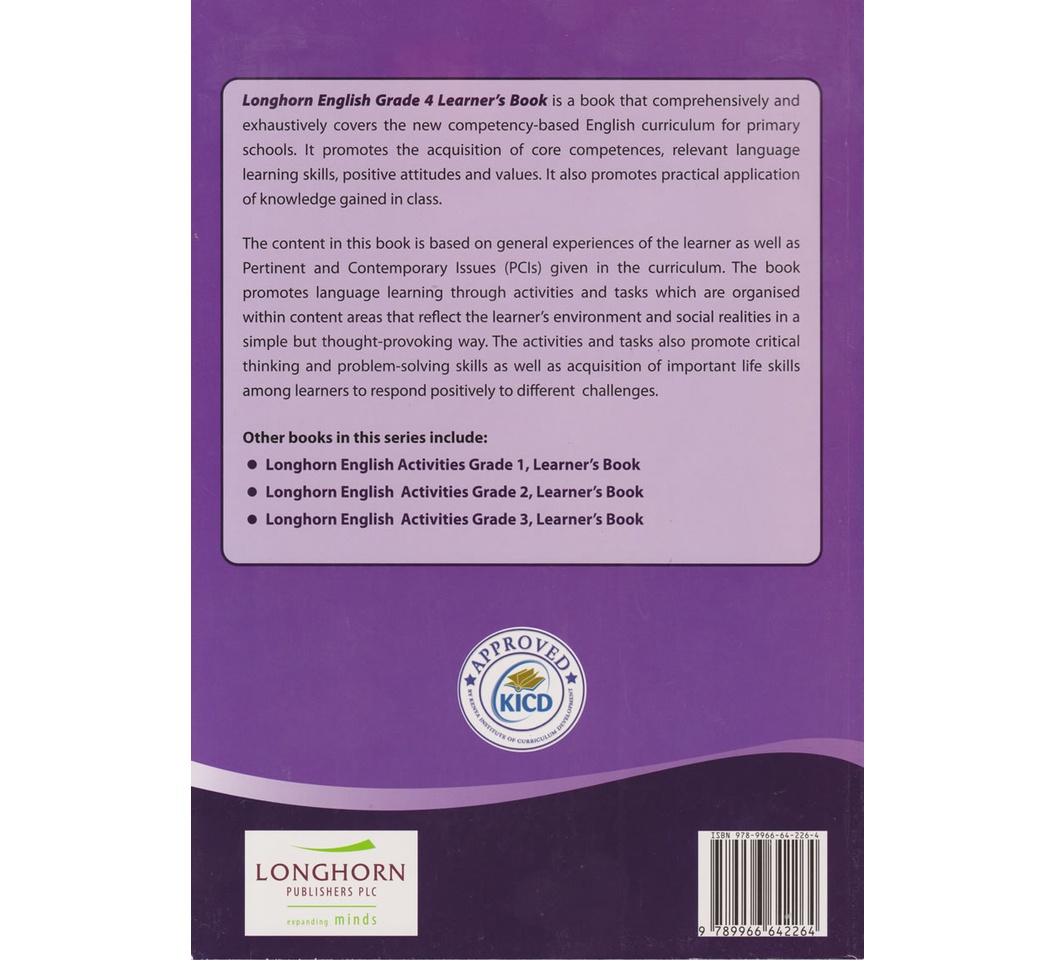 Longhorn English Grade 4 Learner's Book is a book that comprehensively and
exhaustively covers the new competency-based English curriculum for primary
schools. It promotes the acquisition of core competences, relevant language
learning skills, positive attitudes and values. It also promotes practical application
of knowledge gained in class.
The content in this book is based on general experiences of the learner as well as
Pertinent and Contemporary Issues (PCIs) given in the curriculum. The book
promotes language learning through activities and tasks which are organised
within content areas that reflect the learner's environment and social realities in a
simple but thought-provoking way. The activities and tasks also promote critical
thinking and problem-solving skills as well as acquisition of important life skills
among learners to respond positively to different  challenges.
Other books in this series include:
● Longhorn English Activities Grade 1, Learner's Book
● Longhorn English  Activities Grade 2, Learner's Book
● Longhorn English  Activities Grade 3, Learner's Book
APPROVED
KICD
BY KENYA INSTITUTE OF CURRICULUM DEVELOPMENT
LONGHORN
PUBLISHERS PLC
expanding minds
ISBN 978-9966-64-226-4
9 789966 642264